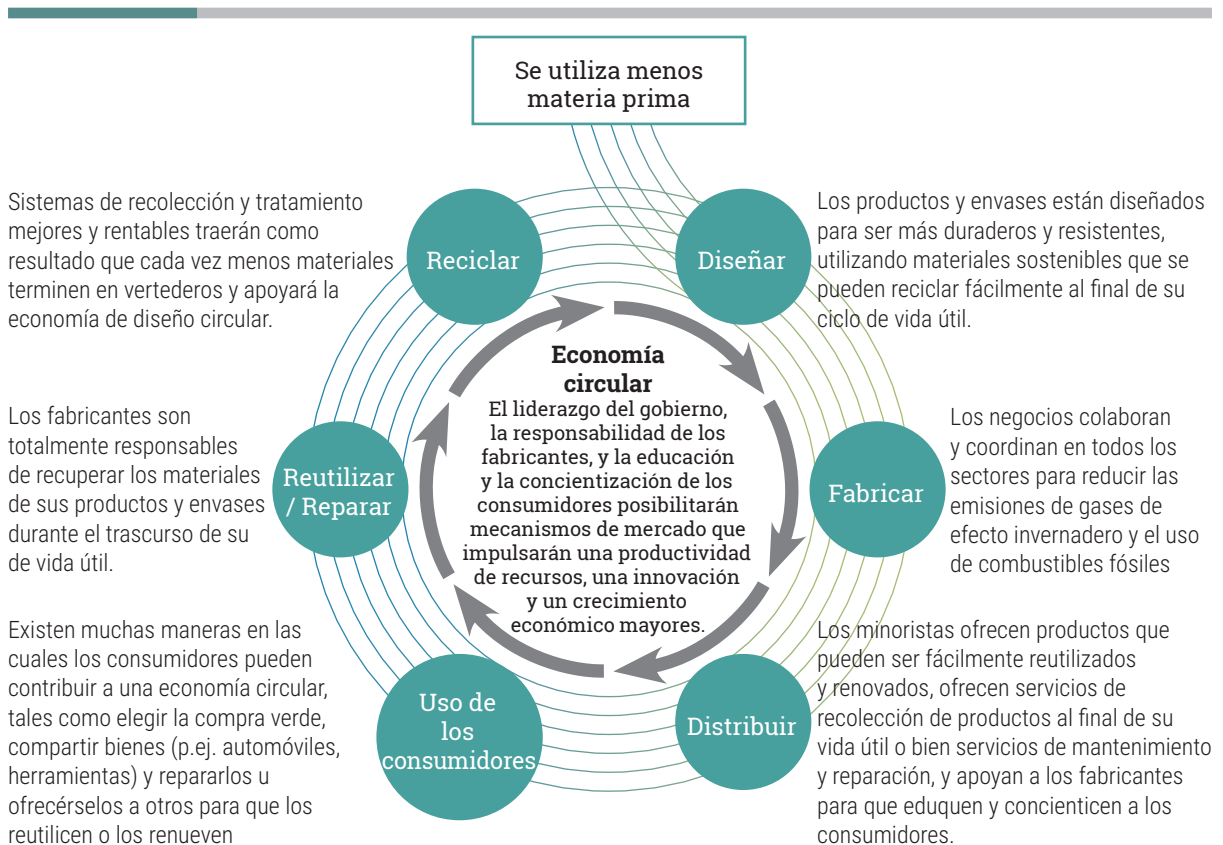 Se utiliza menos
materia prima
Sistemas de recolección y tratamiento
mejores y rentables traerán como
resultado que cada vez menos materiales
terminen en vertederos y apoyará la
economía de diseño circular.
Reciclar
Diseñar
Los productos y envases están diseñados
para ser más duraderos y resistentes,
utilizando materiales sostenibles que se
pueden reciclar fácilmente al final de su
ciclo de vida útil.
Economía
circular
El liderazgo del gobierno,
la responsabilidad de los
fabricantes, y la educación
y la concientización de los
consumidores posibilitarán
mecanismos de mercado que
impulsarán una productividad
de recursos, una innovación
y un crecimiento
económico mayores.
Los fabricantes son
totalmente responsables
de recuperar los materiales
de sus productos y envases
durante el trascurso de su
de vida útil.
Reutilizar
/ Reparar
Fabricar
Los negocios colaboran
y coordinan en todos los
sectores para reducir las
emisiones de gases de
efecto invernadero y el uso
de combustibles fósiles
Existen muchas maneras en las
cuales los consumidores pueden
contribuir a una economía circular,
tales como elegir la compra verde,
compartir bienes (p.ej. automóviles,
herramientas) y repararlos u
ofrecérselos a otros para que los
reutilicen o los renueven
Uso de
los
consumidores
Distribuir
Los minoristas ofrecen productos que
pueden ser fácilmente reutilizados
y renovados, ofrecen servicios de
recolección de productos al final de su
vida útil o bien servicios de mantenimiento
y reparación, y apoyan a los fabricantes
para que eduquen y concienticen a los
consumidores.